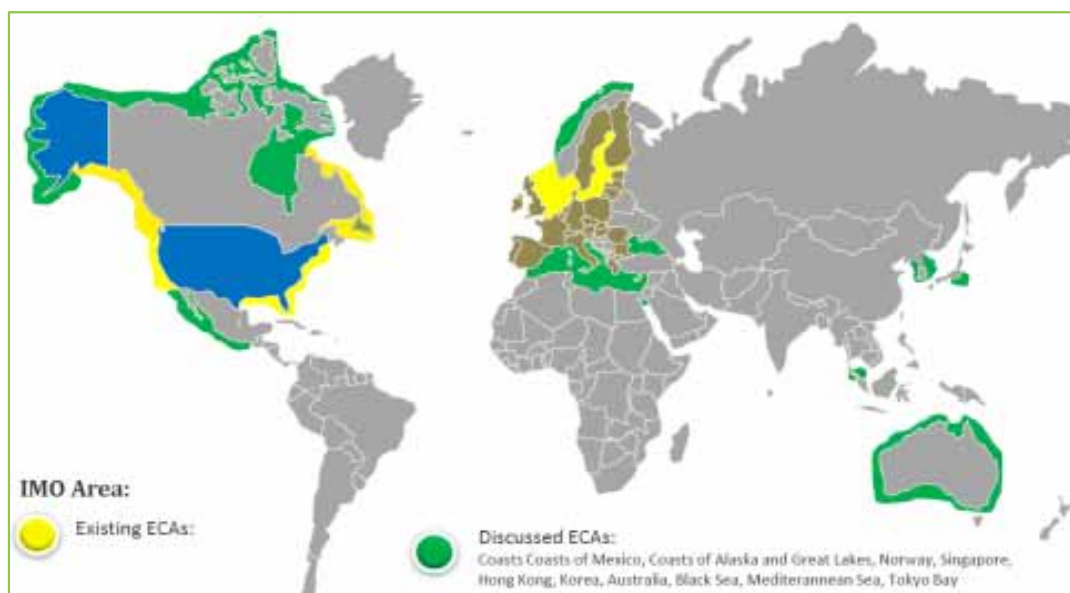 IMO Area:
Existing ECAs:
Discussed ECAs:
Coasts Coasts of Mexico, Coasts of Alaska and Great Lakes, Norway, Singapore,
Hong Kong, Korea, Australia, Black Sea, Mediterannean Sea, Tokyo Bay